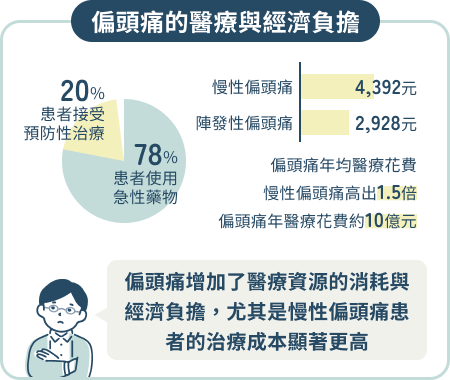 偏頭痛的醫療與經濟負擔
20%
患者接受
預防性治療
78%
患者使用
急性藥物
慢性偏頭痛 4,392元
陣發性偏頭痛 2,928元
偏頭痛年均醫療花費
慢性偏頭痛高出1.5倍
偏頭痛年醫療花費約10億元
偏頭痛增加了醫療資源的消耗與
經濟負擔，尤其是慢性偏頭痛患
者的治療成本顯著更高